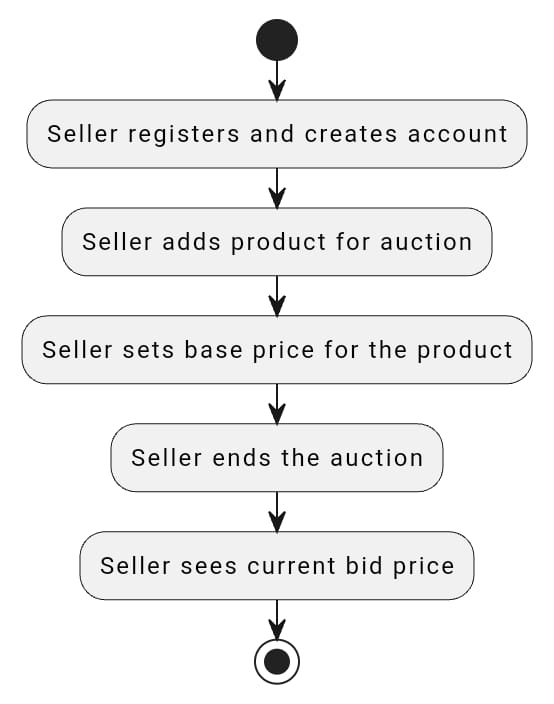 Seller registers and creates account
Seller adds product for auction
Seller sets base price for the product
Seller ends the auction
Seller sees current bid price